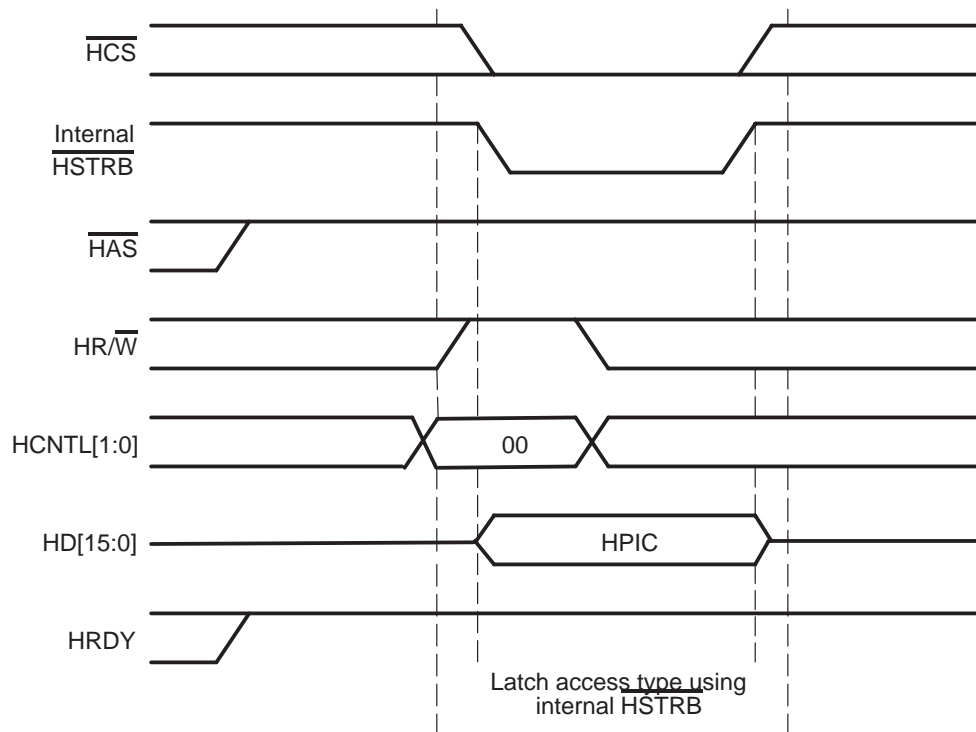 HCS
Internal
HSTRB
HAS
HR/W
HCNTL[1:0]
00
HD[15:0]
HPIC
HRDY
Latch access type using
internal HSTRB